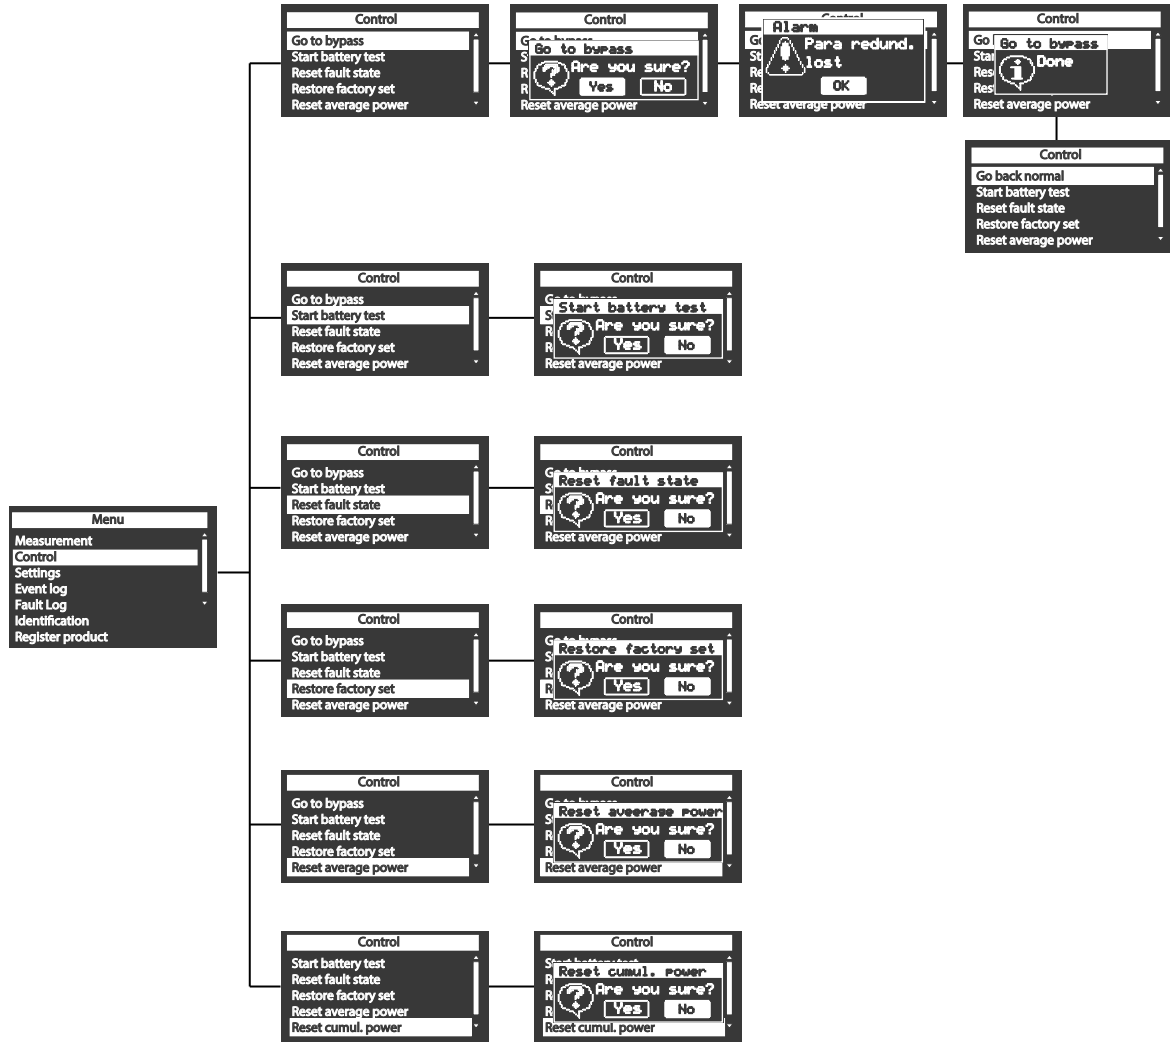 Control
Go to bypass
Start battery test
Reset fault state
Restore factory set
Reset average power
Control
Go to bypass
Are you sure?
Yes No
Reset average power
Control
Alarm
Para redund.
lost
OK
Reset average power
Control
Go to bypass
Done
Reset average power
Control
Go back normal
Start battery test
Reset fault state
Restore factory set
Reset average power
Control
Go to bypass
Start battery test
Reset fault state
Restore factory set
Reset average power
Control
Start battery test
Are you sure?
Yes No
Reset average power
Control
Go to bypass
Start battery test
Reset fault state
Restore factory set
Reset average power
Control
Reset fault state
Are you sure?
Yes No
Reset average power
Menu
Measurement
Control
Settings
Event log
Fault Log
Identification
Register product
Control
Go to bypass
Start battery test
Reset fault state
Restore factory set
Reset average power
Control
Restore factory set
Are you sure?
Yes No
Reset average power
Control
Go to bypass
Start battery test
Reset fault state
Restore factory set
Reset average power
Control
Reset aveerage power
Are you sure?
Yes No
Reset average power
Control
Start battery test
Reset fault state
Restore factory set
Reset average power
Reset cumul. power
Control
Reset cumul. power
Are you sure?
Yes No
Reset cumul. power